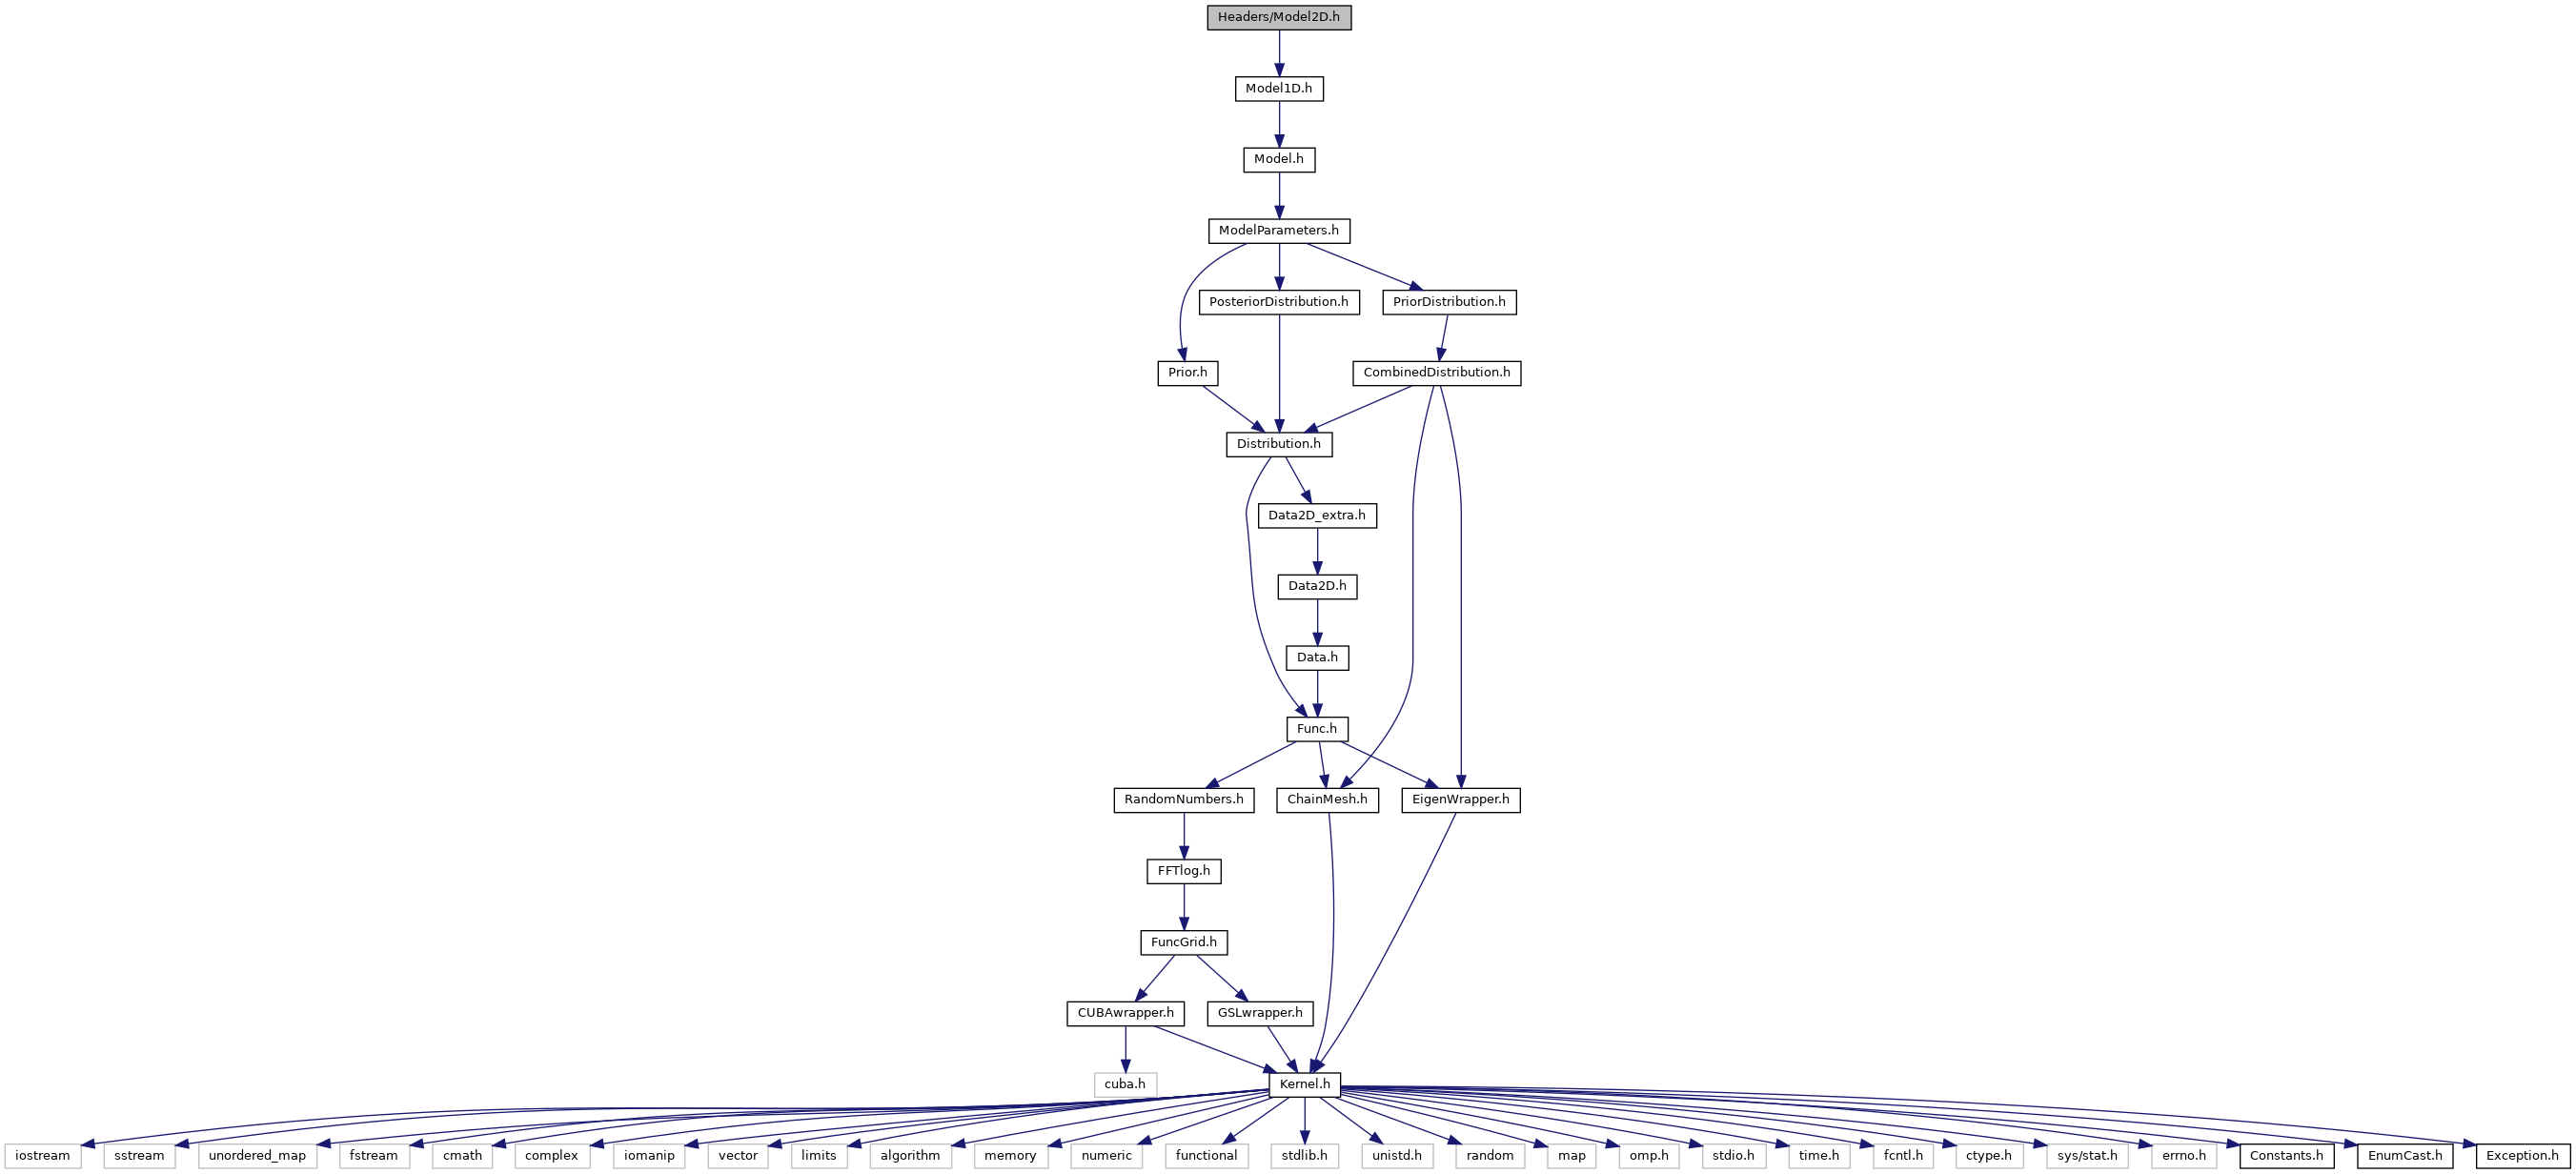 Headers/Model2D.h
Model1D.h
Model.h
ModelParameters.h
PosteriorDistribution.h
PriorDistribution.h
Prior.h
CombinedDistribution.h
Distribution.h
Data2D_extra.h
Data2D.h
Data.h
Func.h
RandomNumbers.h
ChainMesh.h
EigenWrapper.h
FFTlog.h
FuncGrid.h
CUBAwrapper.h
GSLwrapper.h
cuba.h
Kernel.h
iostream
sstream
unordered_map
fstream
cmath
complex
iomanip
vector
limits
algorithm
memory
numeric
functional
stdlib.h
unistd.h
random
map
omp.h
stdio.h
time.h
fcntl.h
ctype.h
sys/stat.h
errno.h
Constants.h
EnumCast.h
Exception.h